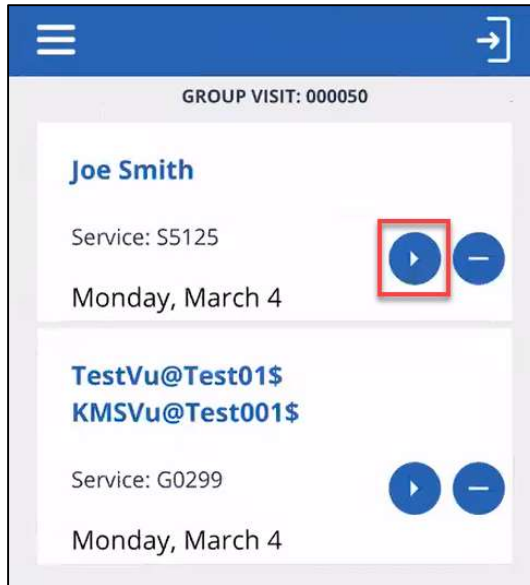 GROUP VISIT: 000050
Joe Smith
Service: S5125
Monday, March 4
TestVu@Test01$
KMSVu@Test001$
Service: G0299
Monday, March 4